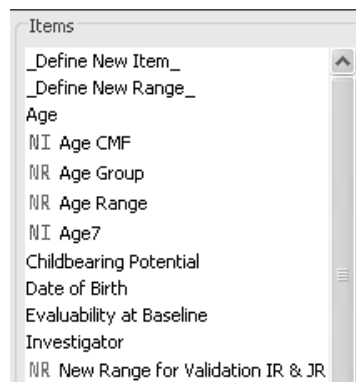 Items
_Define New Item_
_Define New Range_
Age
NI Age CMF
NR Age Group
NR Age Range
NI Age7
Childbearing Potential
Date of Birth
Evaluability at Baseline
Investigator
NR New Range for Validation IR & JR